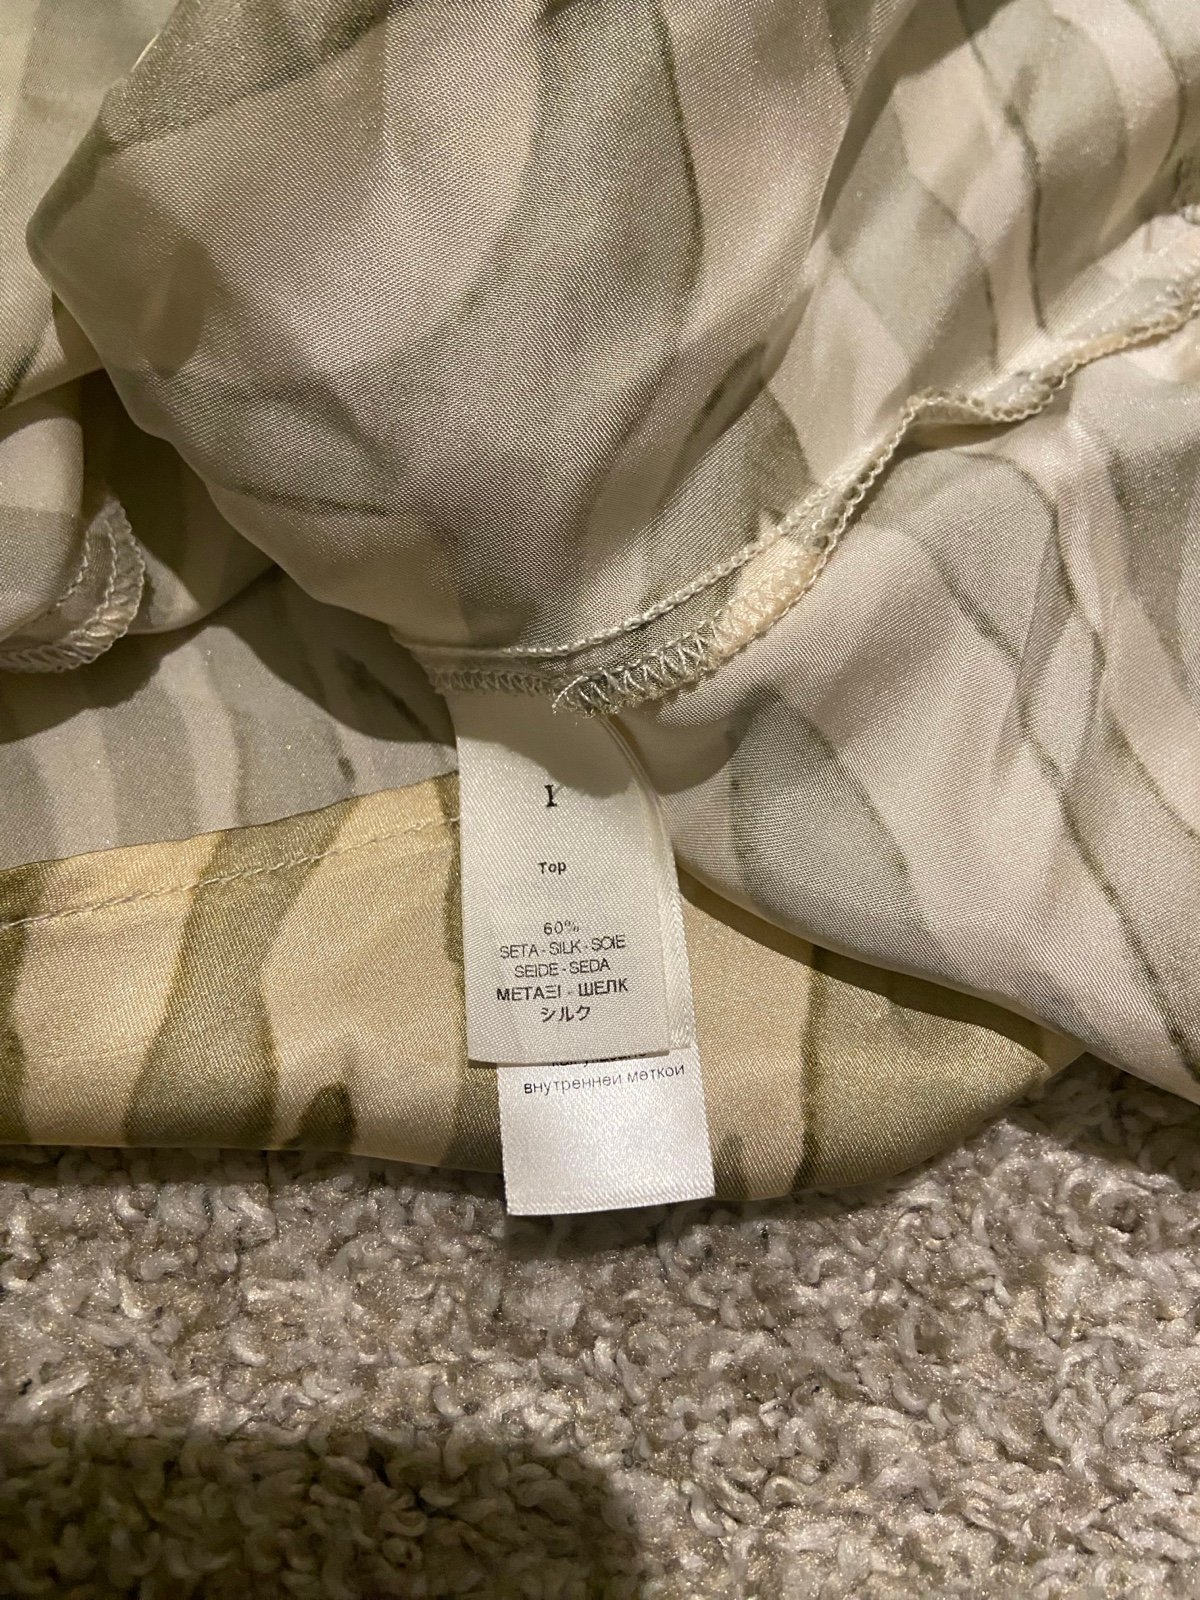 I
Top
60%
SETA - SILK - SOIE
SEIDE - SEDA
ΜΕΤΑΞΙ - ШЕЛК
シルク
внутренней меткой